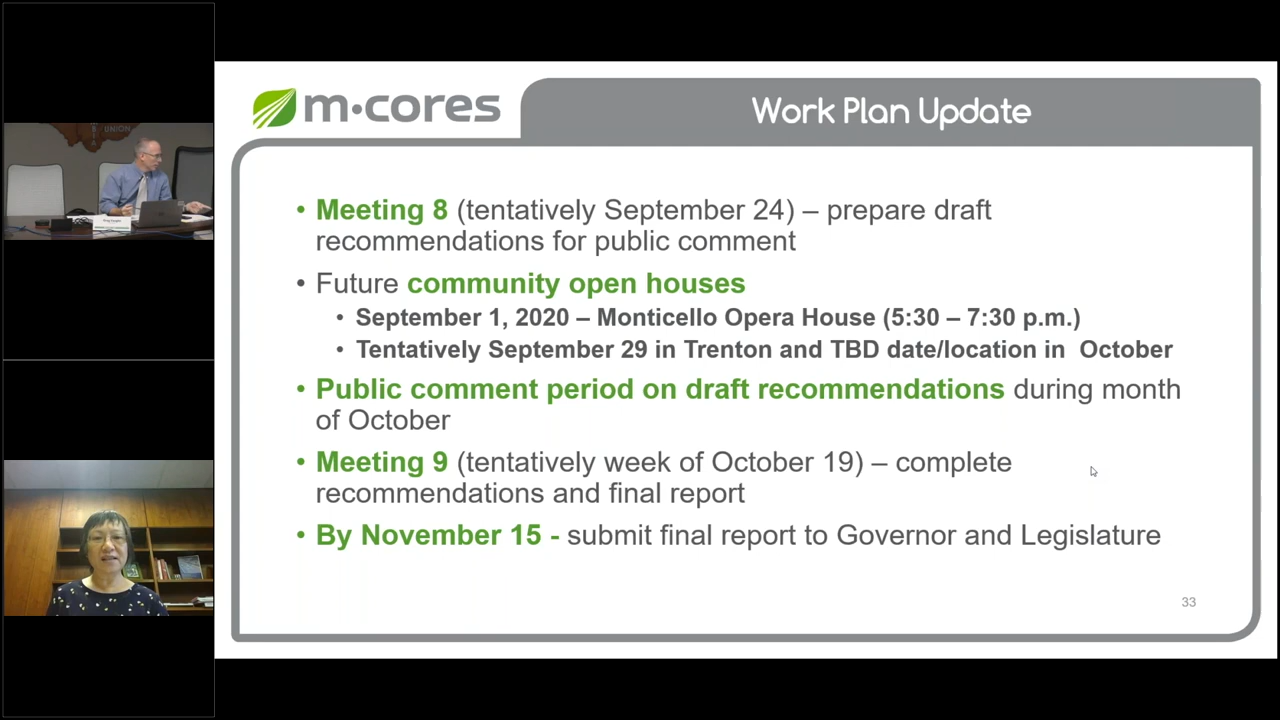 UNION
m·cores
Work Plan Update
• Meeting 8 (tentatively September 24) – prepare draft
recommendations for public comment
• Future community open houses
• September 1, 2020 – Monticello Opera House (5:30 – 7:30 p.m.)
• Tentatively September 29 in Trenton and TBD date/location in  October
• Public comment period on draft recommendations during month
of October
• Meeting 9 (tentatively week of October 19) – complete
recommendations and final report
• By November 15 - submit final report to Governor and Legislature
33